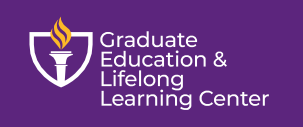 Graduate
Education &
Lifelong
Learning Center